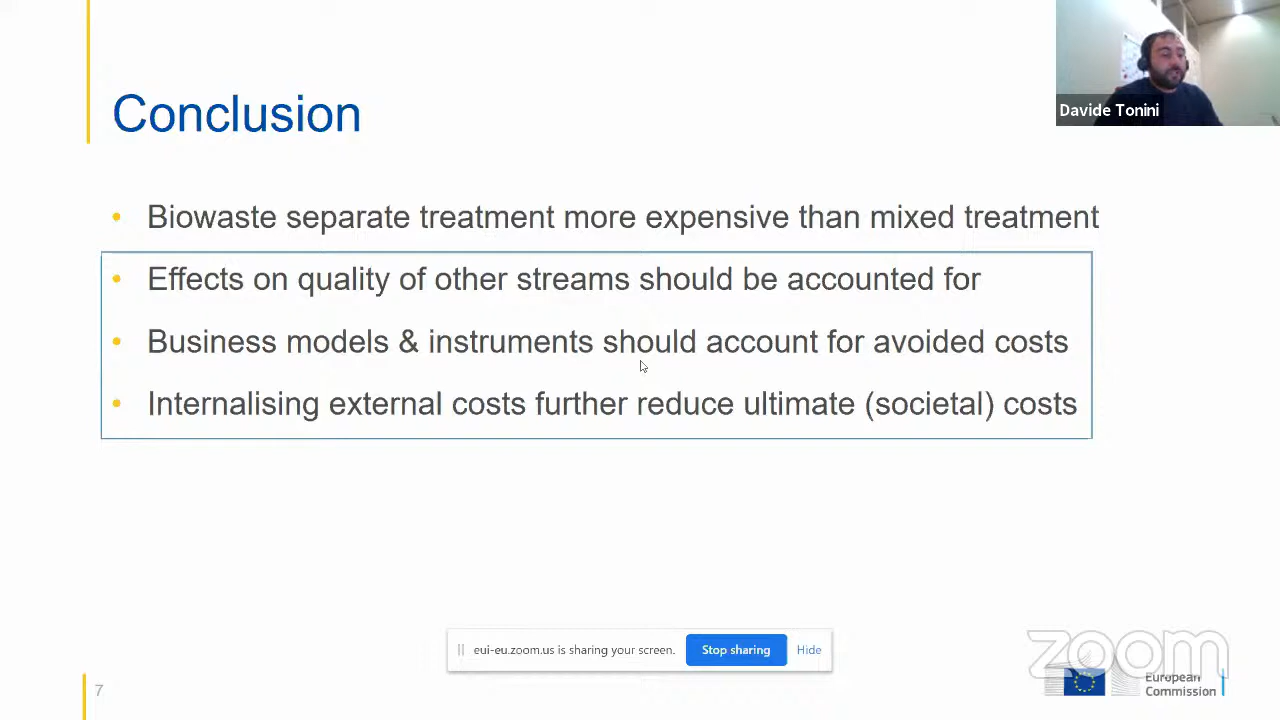 Conclusion
Davide Tonini
• Biowaste separate treatment more expensive than mixed treatment
• Effects on quality of other streams should be accounted for
• Business models & instruments should account for avoided costs
• Internalising external costs further reduce ultimate (societal) costs
eui-eu.zoom.us is sharing your screen. Stop sharing Hide
zoom
7
European
Commission